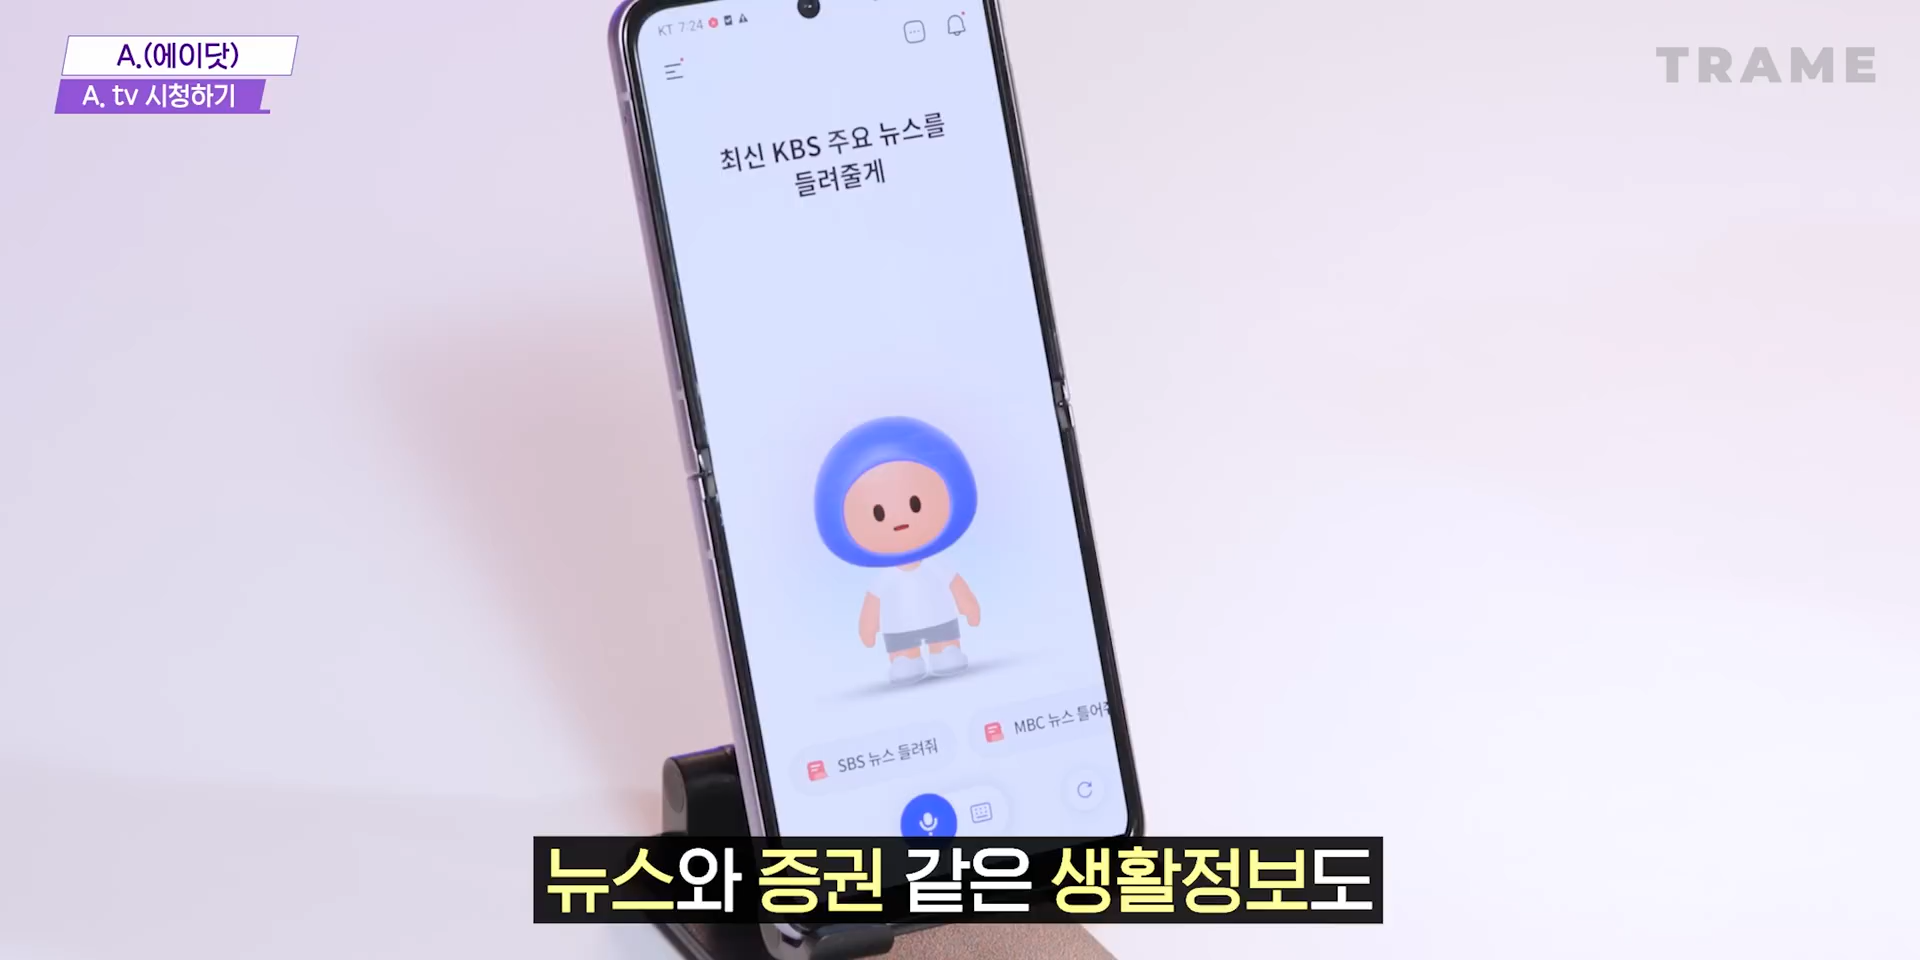 A.(에이닷)
A. tv 시청하기
TRAME
KT 7:24
최신 KBS 주요 뉴스를
들려줄게
SBS 뉴스 들려줘
MBC 뉴스 틀어
뉴스와 증권 같은 생활정보도